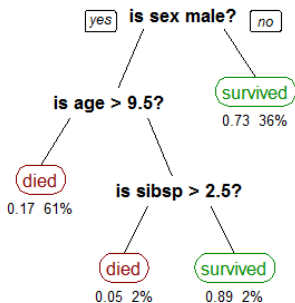 yes is sex male? no
is age > 9.5?
survived
0.73 36%
died
0.17 61%
is sibsp > 2.5?
died survived
0.05 2% 0.89 2%